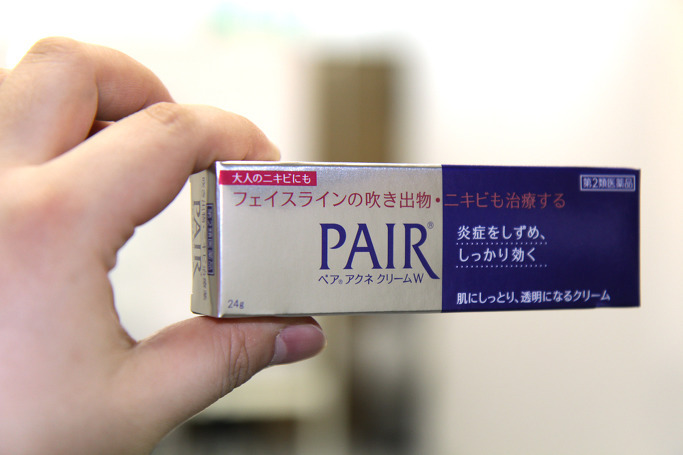 大人のニキビにも
フェイスラインの吹き出物・ニキビも治療する
第2類医薬品
PAIR®
ペア®アクネクリームW
24g
炎症をしずめ、
しっかり効く
肌にしっとり、透明になるクリーム
PAIR